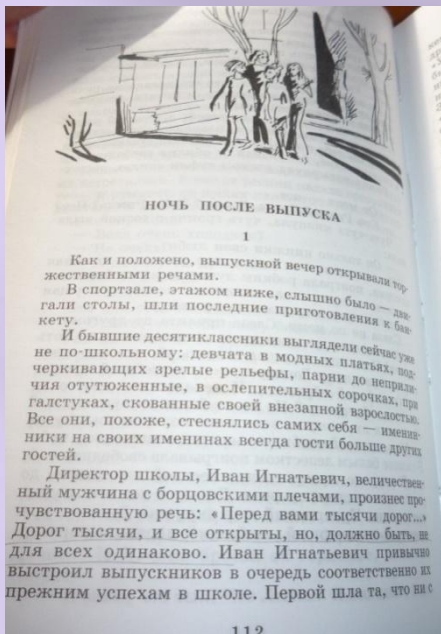 НОЧЬ ПОСЛЕ ВЫПУСКА
1
Как и положено, выпускной вечер открывали тор-
жественными речами.
В спортзале, этажом ниже, слышно было — дви-
гали столы, шли последние приготовления к бан-
кету.
И бывшие десятиклассники выглядели сейчас уже
не по-школьному: девчата в модных платьях, под-
черкивающих зрелые рельефы, парни до неприли-
чия отутюженные, в ослепительных сорочках, при
галстуках, скованные своей внезапной взрослостью.
Все они, похоже, стеснялись самих себя — именин-
ники на своих именинах всегда гости больше других
гостей.
Директор школы, Иван Игнатьевич, величествен-
ный мужчина с борцовскими плечами, произнес про-
чувствованную речь: «Перед вами тысячи дорог...»
Дорог тысячи, и все открыты, но, должно быть, не
для всех одинаково. Иван Игнатьевич привычно
выстроил выпускников в очередь соответственно их
прежним успехам в школе. Первой шла та, что ни с
112